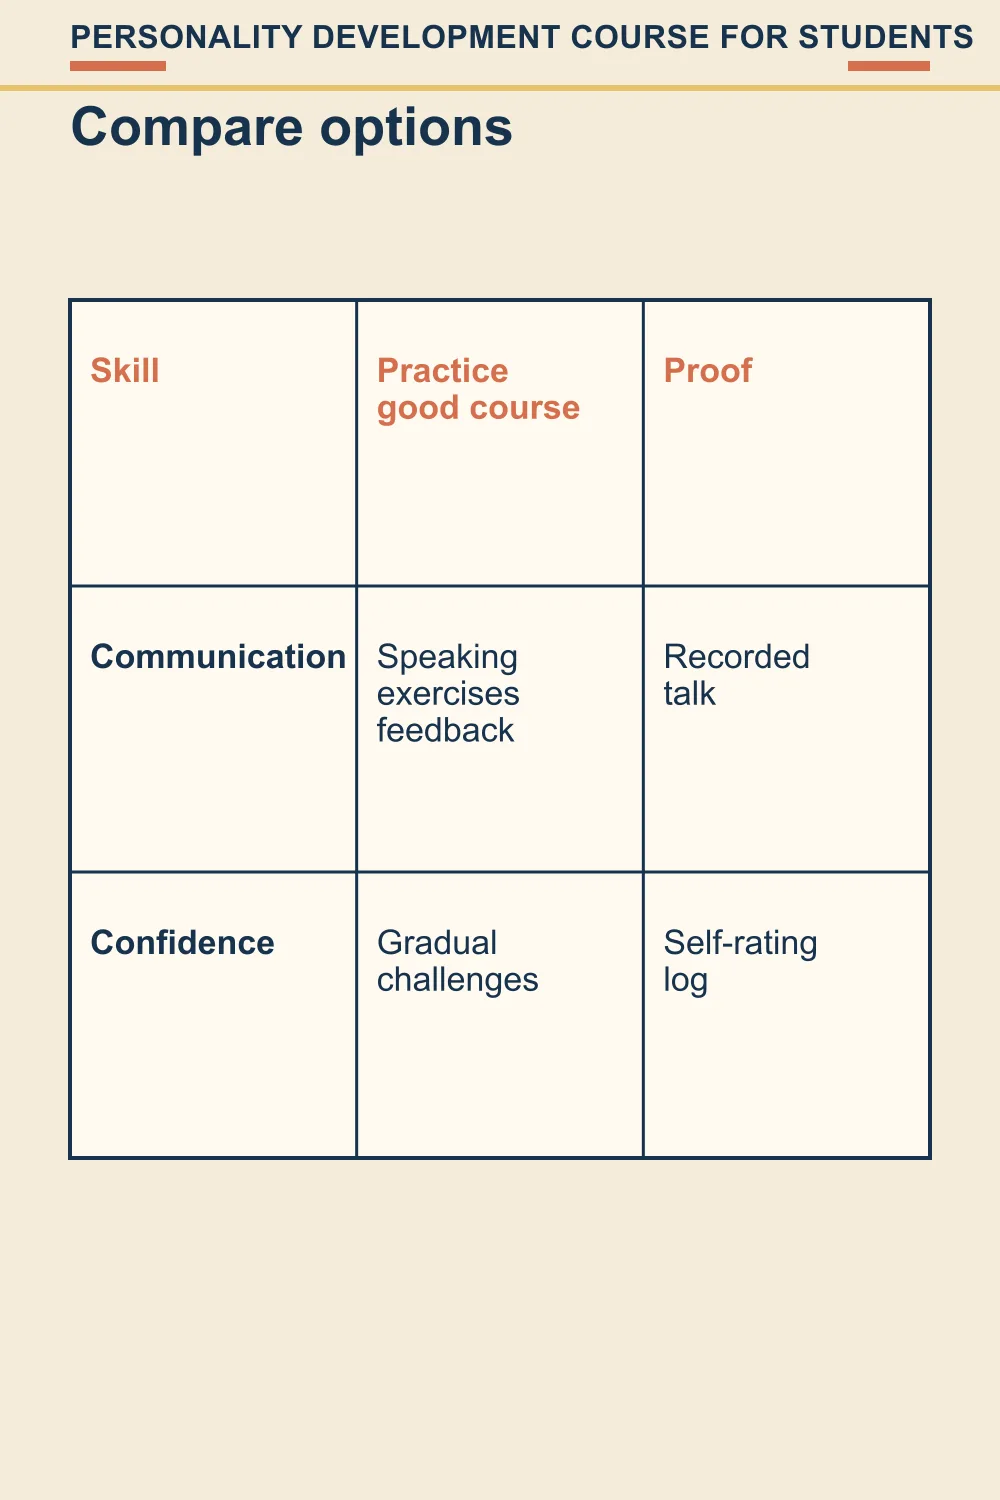 PERSONALITY DEVELOPMENT COURSE FOR STUDENTS
Compare options
Skill
Practice
good course
Proof
Communication
Speaking
exercises
feedback
Recorded
talk
Confidence
Gradual
challenges
Self-rating
log